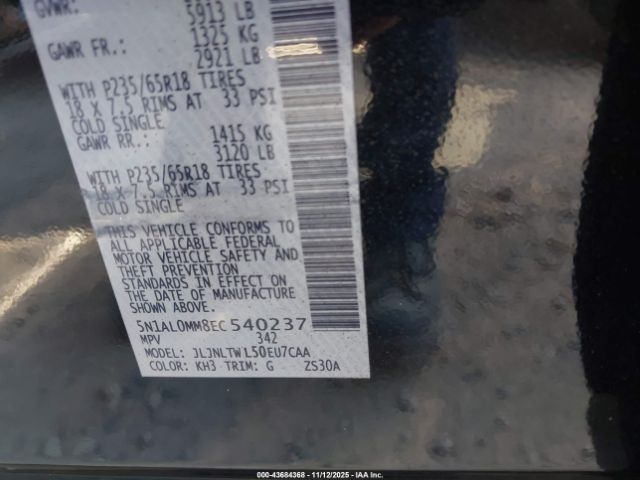 GVWR: 5913 LB
GAWR FR.: 1325 KG
2921 LB
WITH P235/65R18 TIRES
18 X 7.5 RIMS AT 33 PSI
COLD SINGLE
GAWR RR.: 1415 KG
3120 LB
WITH P235/65R18 TIRES
18 X 7.5 RIMS AT 33 PSI
COLD SINGLE
THIS VEHICLE CONFORMS TO
ALL APPLICABLE FEDERAL
MOTOR VEHICLE SAFETY AND
THEFT PREVENTION
STANDARDS IN EFFECT ON
THE DATE OF MANUFACTURE
SHOWN ABOVE.
5N1AL0MM8EC540237
MPV 342
MODEL: JLJNLTWL50EU7CAA
COLOR: KH3 TRIM: G ZS30A
000-43684368 - 11/12/2025 - IAA Inc.